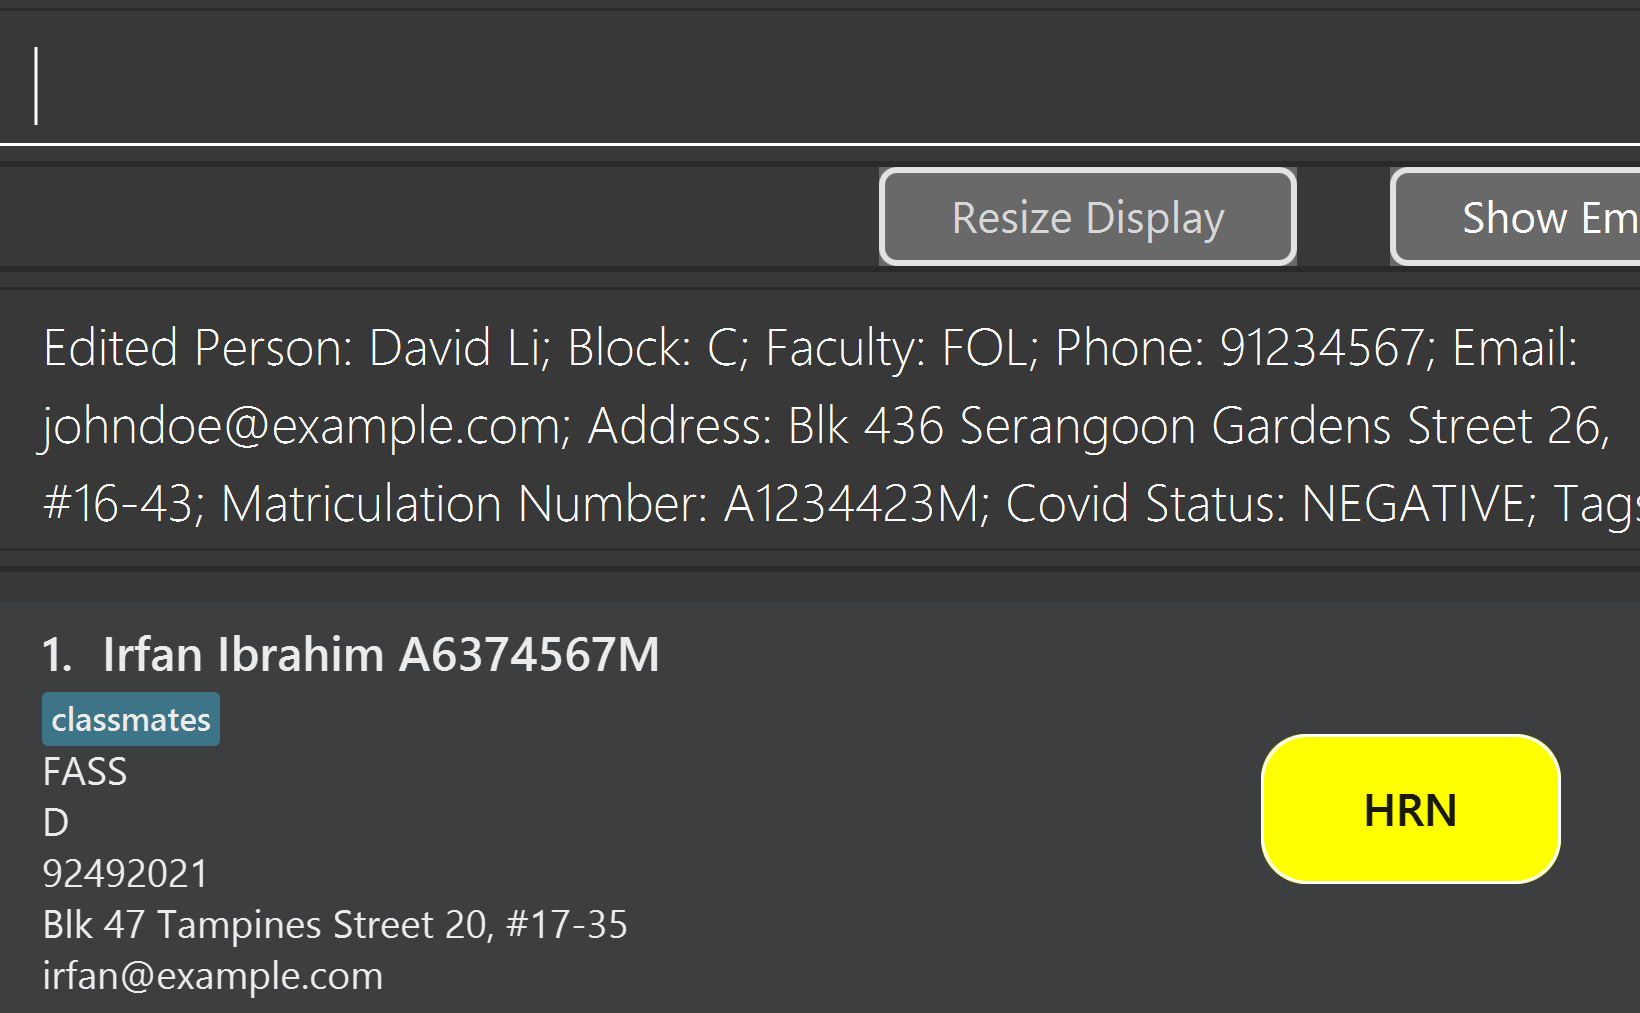 Resize Display
Show Em
Edited Person: David Li; Block: C; Faculty: FOL; Phone: 91234567; Email:
johndoe@example.com; Address: Blk 436 Serangoon Gardens Street 26,
#16-43; Matriculation Number: A1234423M; Covid Status: NEGATIVE; Tags
1. Irfan Ibrahim A6374567M
classmates
FASS
D
HRN
92492021
Blk 47 Tampines Street 20, #17-35
irfan@example.com